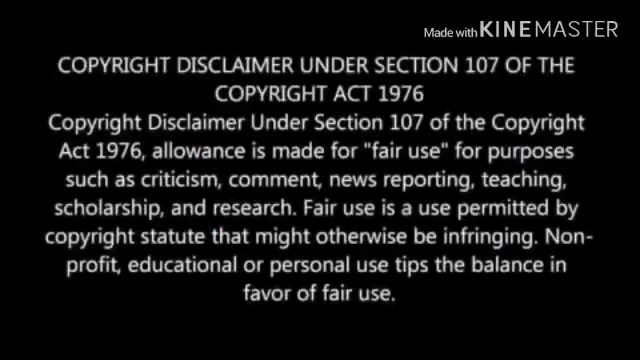 Made with KINEMASTER
COPYRIGHT DISCLAIMER UNDER SECTION 107 OF THE
COPYRIGHT ACT 1976
Copyright Disclaimer Under Section 107 of the Copyright
Act 1976, allowance is made for "fair use" for purposes
such as criticism, comment, news reporting, teaching,
scholarship, and research. Fair use is a use permitted by
copyright statute that might otherwise be infringing. Non-
profit, educational or personal use tips the balance in
favor of fair use.